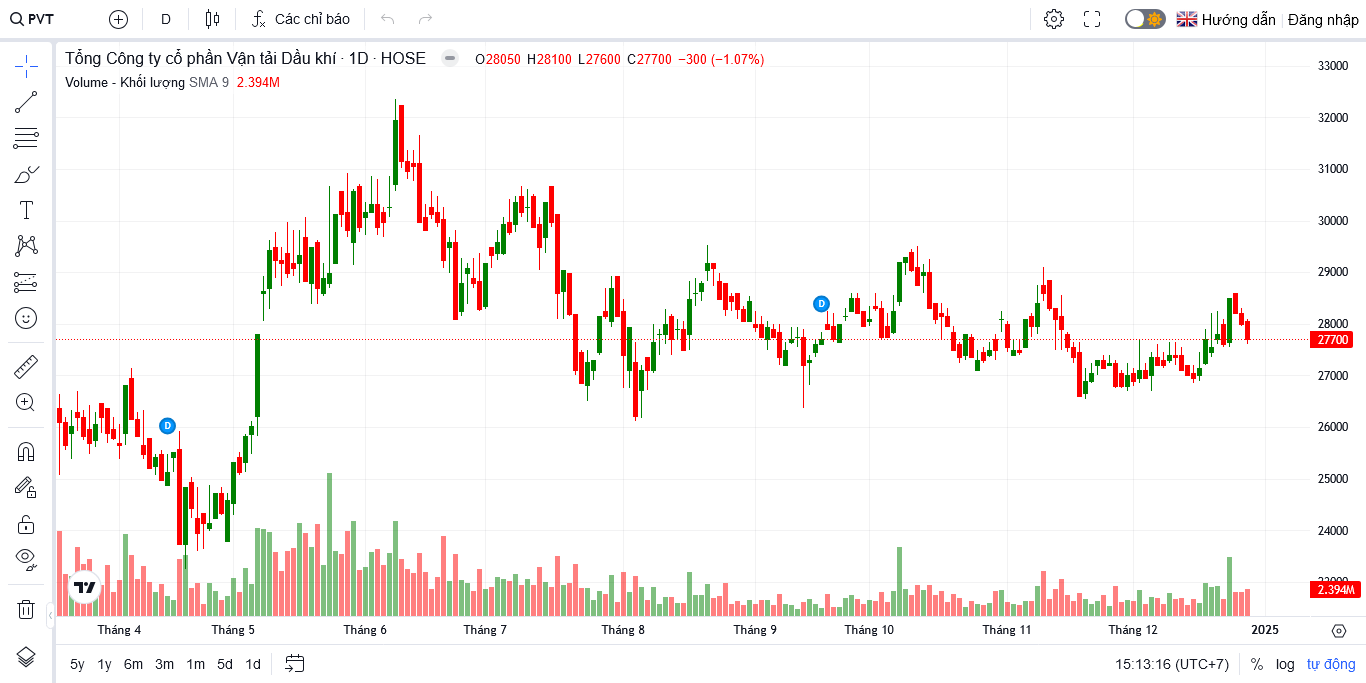 PVT D Các chỉ báo Hướng dẫn Đăng nhập
Tổng Công ty cổ phần Vận tải Dầu khí · 1D · HOSE O28050 H28100 L27600 C27700 −300 (−1.07%)
Volume - Khối lượng SMA 9 2.394M
33000
32000
31000
30000
29000
D
28000
27700
27000
D
26000
25000
24000
2.394M
Tháng 4 Tháng 5 Tháng 6 Tháng 7 Tháng 8 Tháng 9 Tháng 10 Tháng 11 Tháng 12 2025
5y 1y 6m 3m 1m 5d 1d 15:13:16 (UTC+7) % log tự động